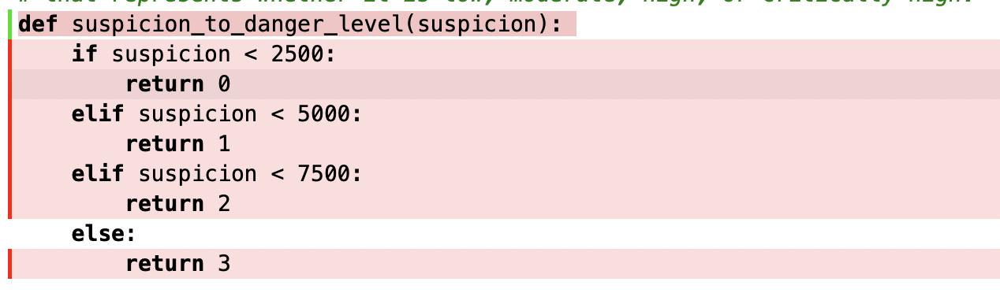 # that represents whether it is low, moderate, high, or critically high.
def suspicion_to_danger_level(suspicion):
    if suspicion < 2500:
        return 0
    elif suspicion < 5000:
        return 1
    elif suspicion < 7500:
        return 2
    else:
        return 3